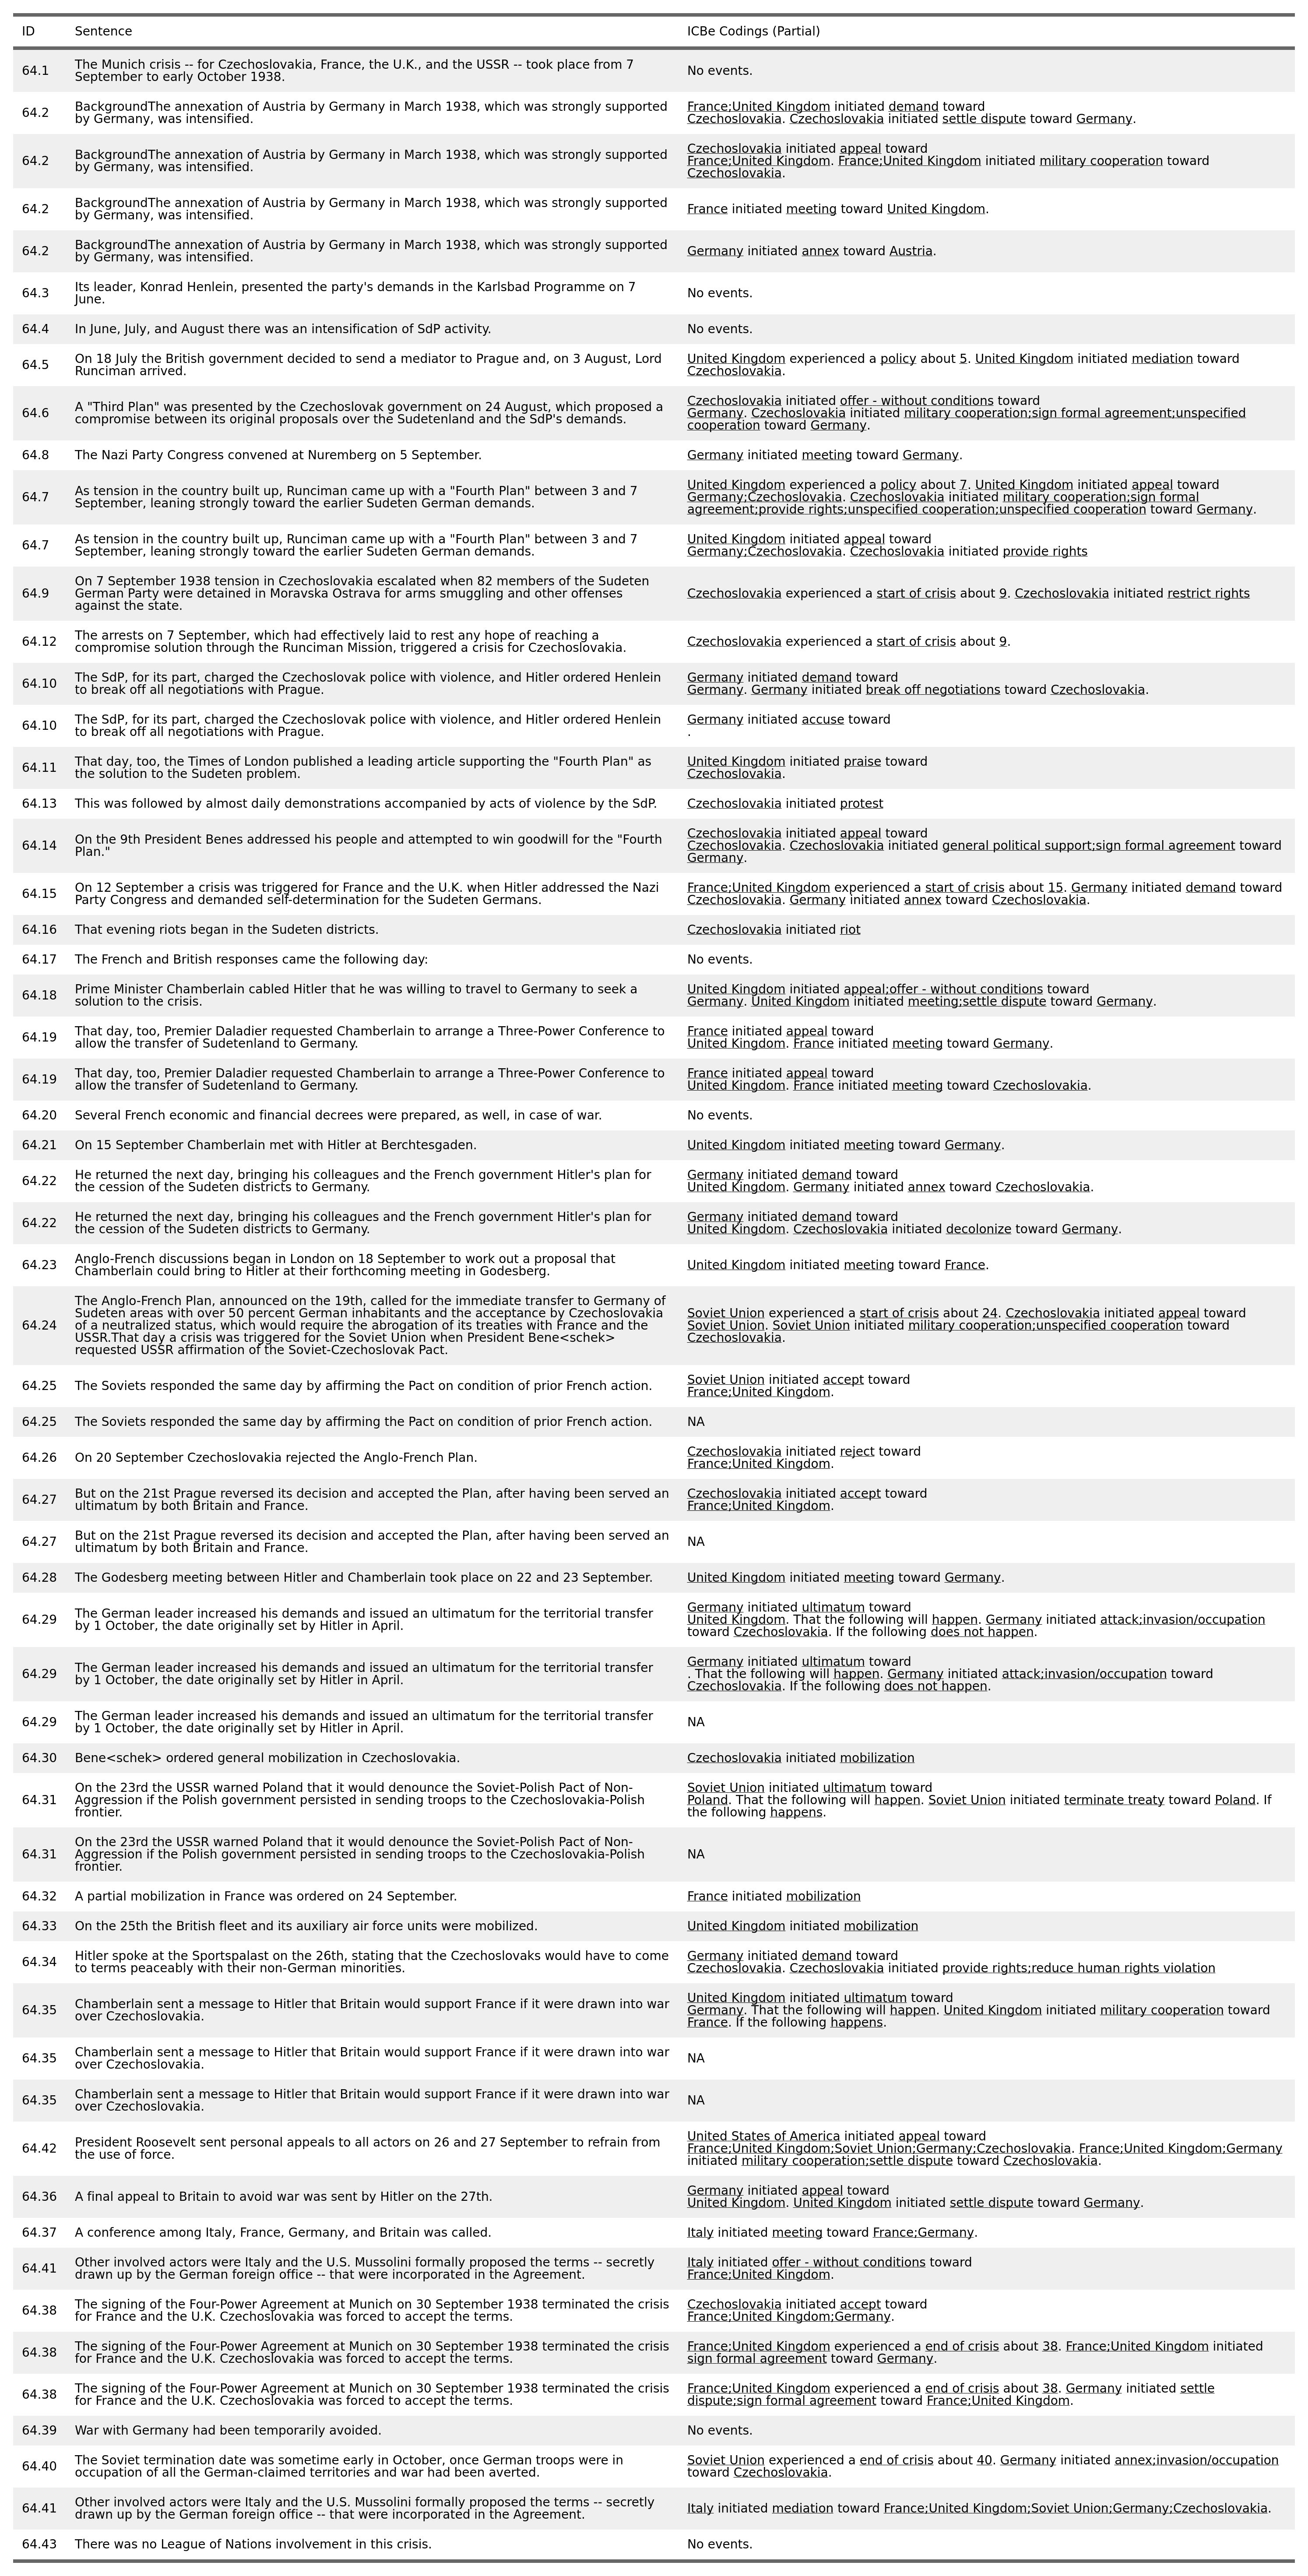 ID Sentence ICBe Codings (Partial)
64.1 The Munich crisis -- for Czechoslovakia, France, the U.K., and the USSR -- took place from 7
September to early October 1938.
No events.
64.2 BackgroundThe annexation of Austria by Germany in March 1938, which was strongly supported
by Germany, was intensified.
France;United Kingdom initiated demand toward
Czechoslovakia. Czechoslovakia initiated settle dispute toward Germany.
64.2 BackgroundThe annexation of Austria by Germany in March 1938, which was strongly supported
by Germany, was intensified.
Czechoslovakia initiated appeal toward
France;United Kingdom. France;United Kingdom initiated military cooperation toward
Czechoslovakia.
64.2 BackgroundThe annexation of Austria by Germany in March 1938, which was strongly supported
by Germany, was intensified.
France initiated meeting toward United Kingdom.
64.2 BackgroundThe annexation of Austria by Germany in March 1938, which was strongly supported
by Germany, was intensified.
Germany initiated annex toward Austria.
64.3 Its leader, Konrad Henlein, presented the party's demands in the Karlsbad Programme on 7
June.
No events.
64.4 In June, July, and August there was an intensification of SdP activity.
No events.
64.5 On 18 July the British government decided to send a mediator to Prague and, on 3 August, Lord
Runciman arrived.
United Kingdom experienced a policy about 5. United Kingdom initiated mediation toward
Czechoslovakia.
64.6 A "Third Plan" was presented by the Czechoslovak government on 24 August, which proposed a
compromise between its original proposals over the Sudetenland and the SdP's demands.
Czechoslovakia initiated offer - without conditions toward
Germany. Czechoslovakia initiated military cooperation;sign formal agreement;unspecified
cooperation toward Germany.
64.8 The Nazi Party Congress convened at Nuremberg on 5 September.
Germany initiated meeting toward Germany.
64.7 As tension in the country built up, Runciman came up with a "Fourth Plan" between 3 and 7
September, leaning strongly toward the earlier Sudeten German demands.
United Kingdom experienced a policy about 7. United Kingdom initiated appeal toward
Germany;Czechoslovakia. Czechoslovakia initiated military cooperation;sign formal
agreement;provide rights;unspecified cooperation;unspecified cooperation toward Germany.
64.7 As tension in the country built up, Runciman came up with a "Fourth Plan" between 3 and 7
September, leaning strongly toward the earlier Sudeten German demands.
United Kingdom initiated appeal toward
Germany;Czechoslovakia. Czechoslovakia initiated provide rights
64.9 On 7 September 1938 tension in Czechoslovakia escalated when 82 members of the Sudeten
German Party were detained in Moravska Ostrava for arms smuggling and other offenses
against the state.
Czechoslovakia experienced a start of crisis about 9. Czechoslovakia initiated restrict rights
64.12 The arrests on 7 September, which had effectively laid to rest any hope of reaching a
compromise solution through the Runciman Mission, triggered a crisis for Czechoslovakia.
Czechoslovakia experienced a start of crisis about 9.
64.10 The SdP, for its part, charged the Czechoslovak police with violence, and Hitler ordered Henlein
to break off all negotiations with Prague.
Germany initiated demand toward
Germany. Germany initiated break off negotiations toward Czechoslovakia.
64.10 The SdP, for its part, charged the Czechoslovak police with violence, and Hitler ordered Henlein
to break off all negotiations with Prague.
Germany initiated accuse toward
.
64.11 That day, too, the Times of London published a leading article supporting the "Fourth Plan" as
the solution to the Sudeten problem.
United Kingdom initiated praise toward
Czechoslovakia.
64.13 This was followed by almost daily demonstrations accompanied by acts of violence by the SdP.
Czechoslovakia initiated protest
64.14 On the 9th President Benes addressed his people and attempted to win goodwill for the "Fourth
Plan."
Czechoslovakia initiated appeal toward
Czechoslovakia. Czechoslovakia initiated general political support;sign formal agreement toward
Germany.
64.15 On 12 September a crisis was triggered for France and the U.K. when Hitler addressed the Nazi
Party Congress and demanded self-determination for the Sudeten Germans.
France;United Kingdom experienced a start of crisis about 15. Germany initiated demand toward
Czechoslovakia. Germany initiated annex toward Czechoslovakia.
64.16 That evening riots began in the Sudeten districts.
Czechoslovakia initiated riot
64.17 The French and British responses came the following day:
No events.
64.18 Prime Minister Chamberlain cabled Hitler that he was willing to travel to Germany to seek a
solution to the crisis.
United Kingdom initiated appeal;offer - without conditions toward
Germany. United Kingdom initiated meeting;settle dispute toward Germany.
64.19 That day, too, Premier Daladier requested Chamberlain to arrange a Three-Power Conference to
allow the transfer of Sudetenland to Germany.
France initiated appeal toward
United Kingdom. France initiated meeting toward Germany.
64.19 That day, too, Premier Daladier requested Chamberlain to arrange a Three-Power Conference to
allow the transfer of Sudetenland to Germany.
France initiated appeal toward
United Kingdom. France initiated meeting toward Czechoslovakia.
64.20 Several French economic and financial decrees were prepared, as well, in case of war.
No events.
64.21 On 15 September Chamberlain met with Hitler at Berchtesgaden.
United Kingdom initiated meeting toward Germany.
64.22 He returned the next day, bringing his colleagues and the French government Hitler's plan for
the cession of the Sudeten districts to Germany.
Germany initiated demand toward
United Kingdom. Germany initiated annex toward Czechoslovakia.
64.22 He returned the next day, bringing his colleagues and the French government Hitler's plan for
the cession of the Sudeten districts to Germany.
Germany initiated demand toward
United Kingdom. Czechoslovakia initiated decolonize toward Germany.
64.23 Anglo-French discussions began in London on 18 September to work out a proposal that
Chamberlain could bring to Hitler at their forthcoming meeting in Godesberg.
United Kingdom initiated meeting toward France.
64.24 The Anglo-French Plan, announced on the 19th, called for the immediate transfer to Germany of
Sudeten areas with over 50 percent German inhabitants and the acceptance by Czechoslovakia
of a neutralized status, which would require the abrogation of its treaties with France and the
USSR.That day a crisis was triggered for the Soviet Union when President Bene<schek>
requested USSR affirmation of the Soviet-Czechoslovak Pact.
Soviet Union experienced a start of crisis about 24. Czechoslovakia initiated appeal toward
Soviet Union. Soviet Union initiated military cooperation;unspecified cooperation toward
Czechoslovakia.
64.25 The Soviets responded the same day by affirming the Pact on condition of prior French action.
Soviet Union initiated accept toward
France;United Kingdom.
64.25 The Soviets responded the same day by affirming the Pact on condition of prior French action.
NA
64.26 On 20 September Czechoslovakia rejected the Anglo-French Plan.
Czechoslovakia initiated reject toward
France;United Kingdom.
64.27 But on the 21st Prague reversed its decision and accepted the Plan, after having been served an
ultimatum by both Britain and France.
Czechoslovakia initiated accept toward
France;United Kingdom.
64.27 But on the 21st Prague reversed its decision and accepted the Plan, after having been served an
ultimatum by both Britain and France.
NA
64.28 The Godesberg meeting between Hitler and Chamberlain took place on 22 and 23 September.
United Kingdom initiated meeting toward Germany.
64.29 The German leader increased his demands and issued an ultimatum for the territorial transfer
by 1 October, the date originally set by Hitler in April.
Germany initiated ultimatum toward
United Kingdom. That the following will happen. Germany initiated attack;invasion/occupation
toward Czechoslovakia. If the following does not happen.
64.29 The German leader increased his demands and issued an ultimatum for the territorial transfer
by 1 October, the date originally set by Hitler in April.
Germany initiated ultimatum toward
. That the following will happen. Germany initiated attack;invasion/occupation toward
Czechoslovakia. If the following does not happen.
64.29 The German leader increased his demands and issued an ultimatum for the territorial transfer
by 1 October, the date originally set by Hitler in April.
NA
64.30 Bene<schek> ordered general mobilization in Czechoslovakia.
Czechoslovakia initiated mobilization
64.31 On the 23rd the USSR warned Poland that it would denounce the Soviet-Polish Pact of Non-
Aggression if the Polish government persisted in sending troops to the Czechoslovakia-Polish
frontier.
Soviet Union initiated ultimatum toward
Poland. That the following will happen. Soviet Union initiated terminate treaty toward Poland. If
the following happens.
64.31 On the 23rd the USSR warned Poland that it would denounce the Soviet-Polish Pact of Non-
Aggression if the Polish government persisted in sending troops to the Czechoslovakia-Polish
frontier.
NA
64.32 A partial mobilization in France was ordered on 24 September.
France initiated mobilization
64.33 On the 25th the British fleet and its auxiliary air force units were mobilized.
United Kingdom initiated mobilization
64.34 Hitler spoke at the Sportspalast on the 26th, stating that the Czechoslovaks would have to come
to terms peaceably with their non-German minorities.
Germany initiated demand toward
Czechoslovakia. Czechoslovakia initiated provide rights;reduce human rights violation
64.35 Chamberlain sent a message to Hitler that Britain would support France if it were drawn into war
over Czechoslovakia.
United Kingdom initiated ultimatum toward
Germany. That the following will happen. United Kingdom initiated military cooperation toward
France. If the following happens.
64.35 Chamberlain sent a message to Hitler that Britain would support France if it were drawn into war
over Czechoslovakia.
NA
64.35 Chamberlain sent a message to Hitler that Britain would support France if it were drawn into war
over Czechoslovakia.
NA
64.42 President Roosevelt sent personal appeals to all actors on 26 and 27 September to refrain from
the use of force.
United States of America initiated appeal toward
France;United Kingdom;Soviet Union;Germany;Czechoslovakia. France;United Kingdom;Germany
initiated military cooperation;settle dispute toward Czechoslovakia.
64.36 A final appeal to Britain to avoid war was sent by Hitler on the 27th.
Germany initiated appeal toward
United Kingdom. United Kingdom initiated settle dispute toward Germany.
64.37 A conference among Italy, France, Germany, and Britain was called.
Italy initiated meeting toward France;Germany.
64.41 Other involved actors were Italy and the U.S. Mussolini formally proposed the terms -- secretly
drawn up by the German foreign office -- that were incorporated in the Agreement.
Italy initiated offer - without conditions toward
France;United Kingdom.
64.38 The signing of the Four-Power Agreement at Munich on 30 September 1938 terminated the crisis
for France and the U.K. Czechoslovakia was forced to accept the terms.
Czechoslovakia initiated accept toward
France;United Kingdom;Germany.
64.38 The signing of the Four-Power Agreement at Munich on 30 September 1938 terminated the crisis
for France and the U.K. Czechoslovakia was forced to accept the terms.
France;United Kingdom experienced a end of crisis about 38. France;United Kingdom initiated
sign formal agreement toward Germany.
64.38 The signing of the Four-Power Agreement at Munich on 30 September 1938 terminated the crisis
for France and the U.K. Czechoslovakia was forced to accept the terms.
France;United Kingdom experienced a end of crisis about 38. Germany initiated settle
dispute;sign formal agreement toward France;United Kingdom.
64.39 War with Germany had been temporarily avoided.
No events.
64.40 The Soviet termination date was sometime early in October, once German troops were in
occupation of all the German-claimed territories and war had been averted.
Soviet Union experienced a end of crisis about 40. Germany initiated annex;invasion/occupation
toward Czechoslovakia.
64.41 Other involved actors were Italy and the U.S. Mussolini formally proposed the terms -- secretly
drawn up by the German foreign office -- that were incorporated in the Agreement.
Italy initiated mediation toward France;United Kingdom;Soviet Union;Germany;Czechoslovakia.
64.43 There was no League of Nations involvement in this crisis.
No events.